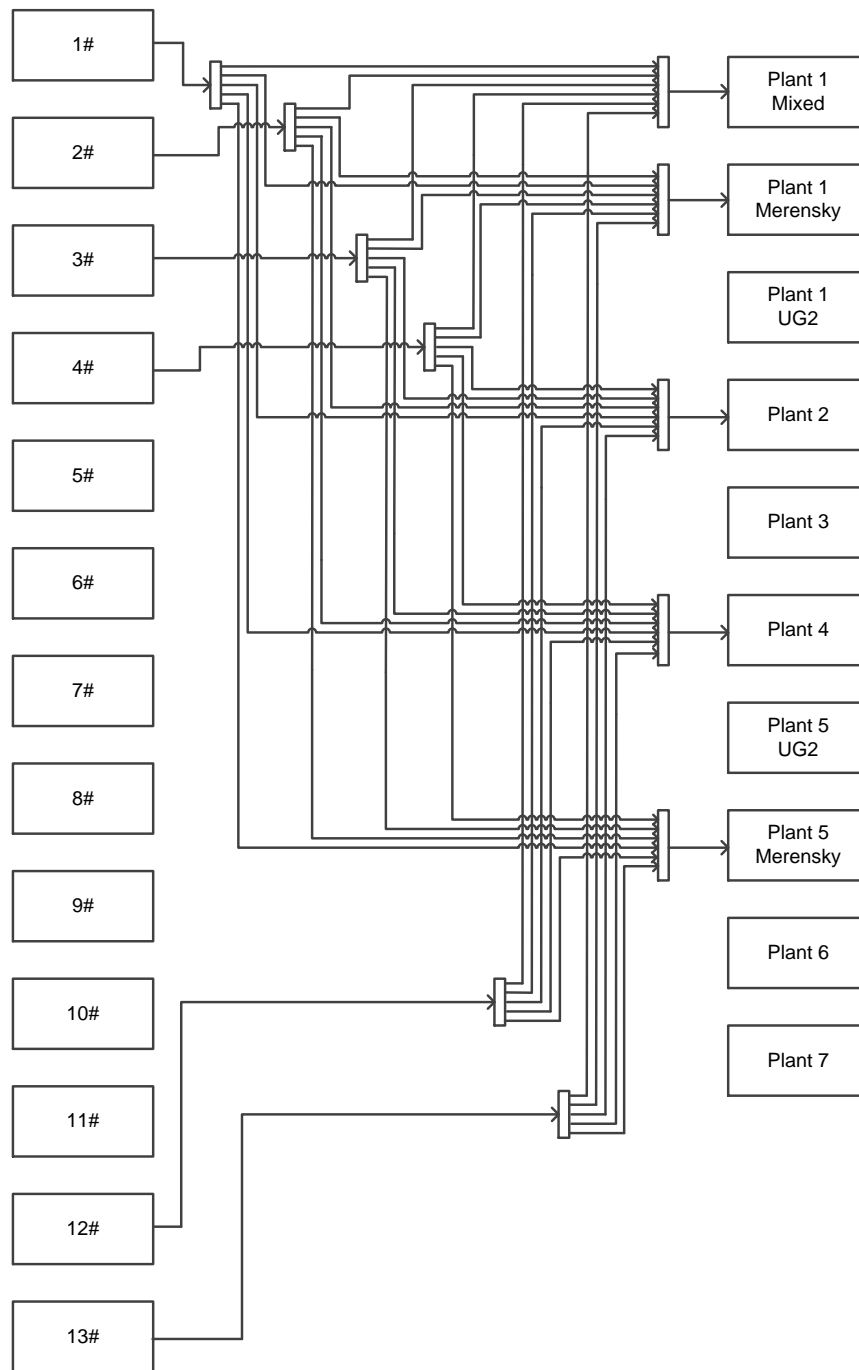 1#
2#
3#
4#
5#
6#
7#
8#
9#
10#
11#
12#
13#
Plant 1
Mixed
Plant 1
Merensky
Plant 1
UG2
Plant 2
Plant 3
Plant 4
Plant 5
UG2
Plant 5
Merensky
Plant 6
Plant 7